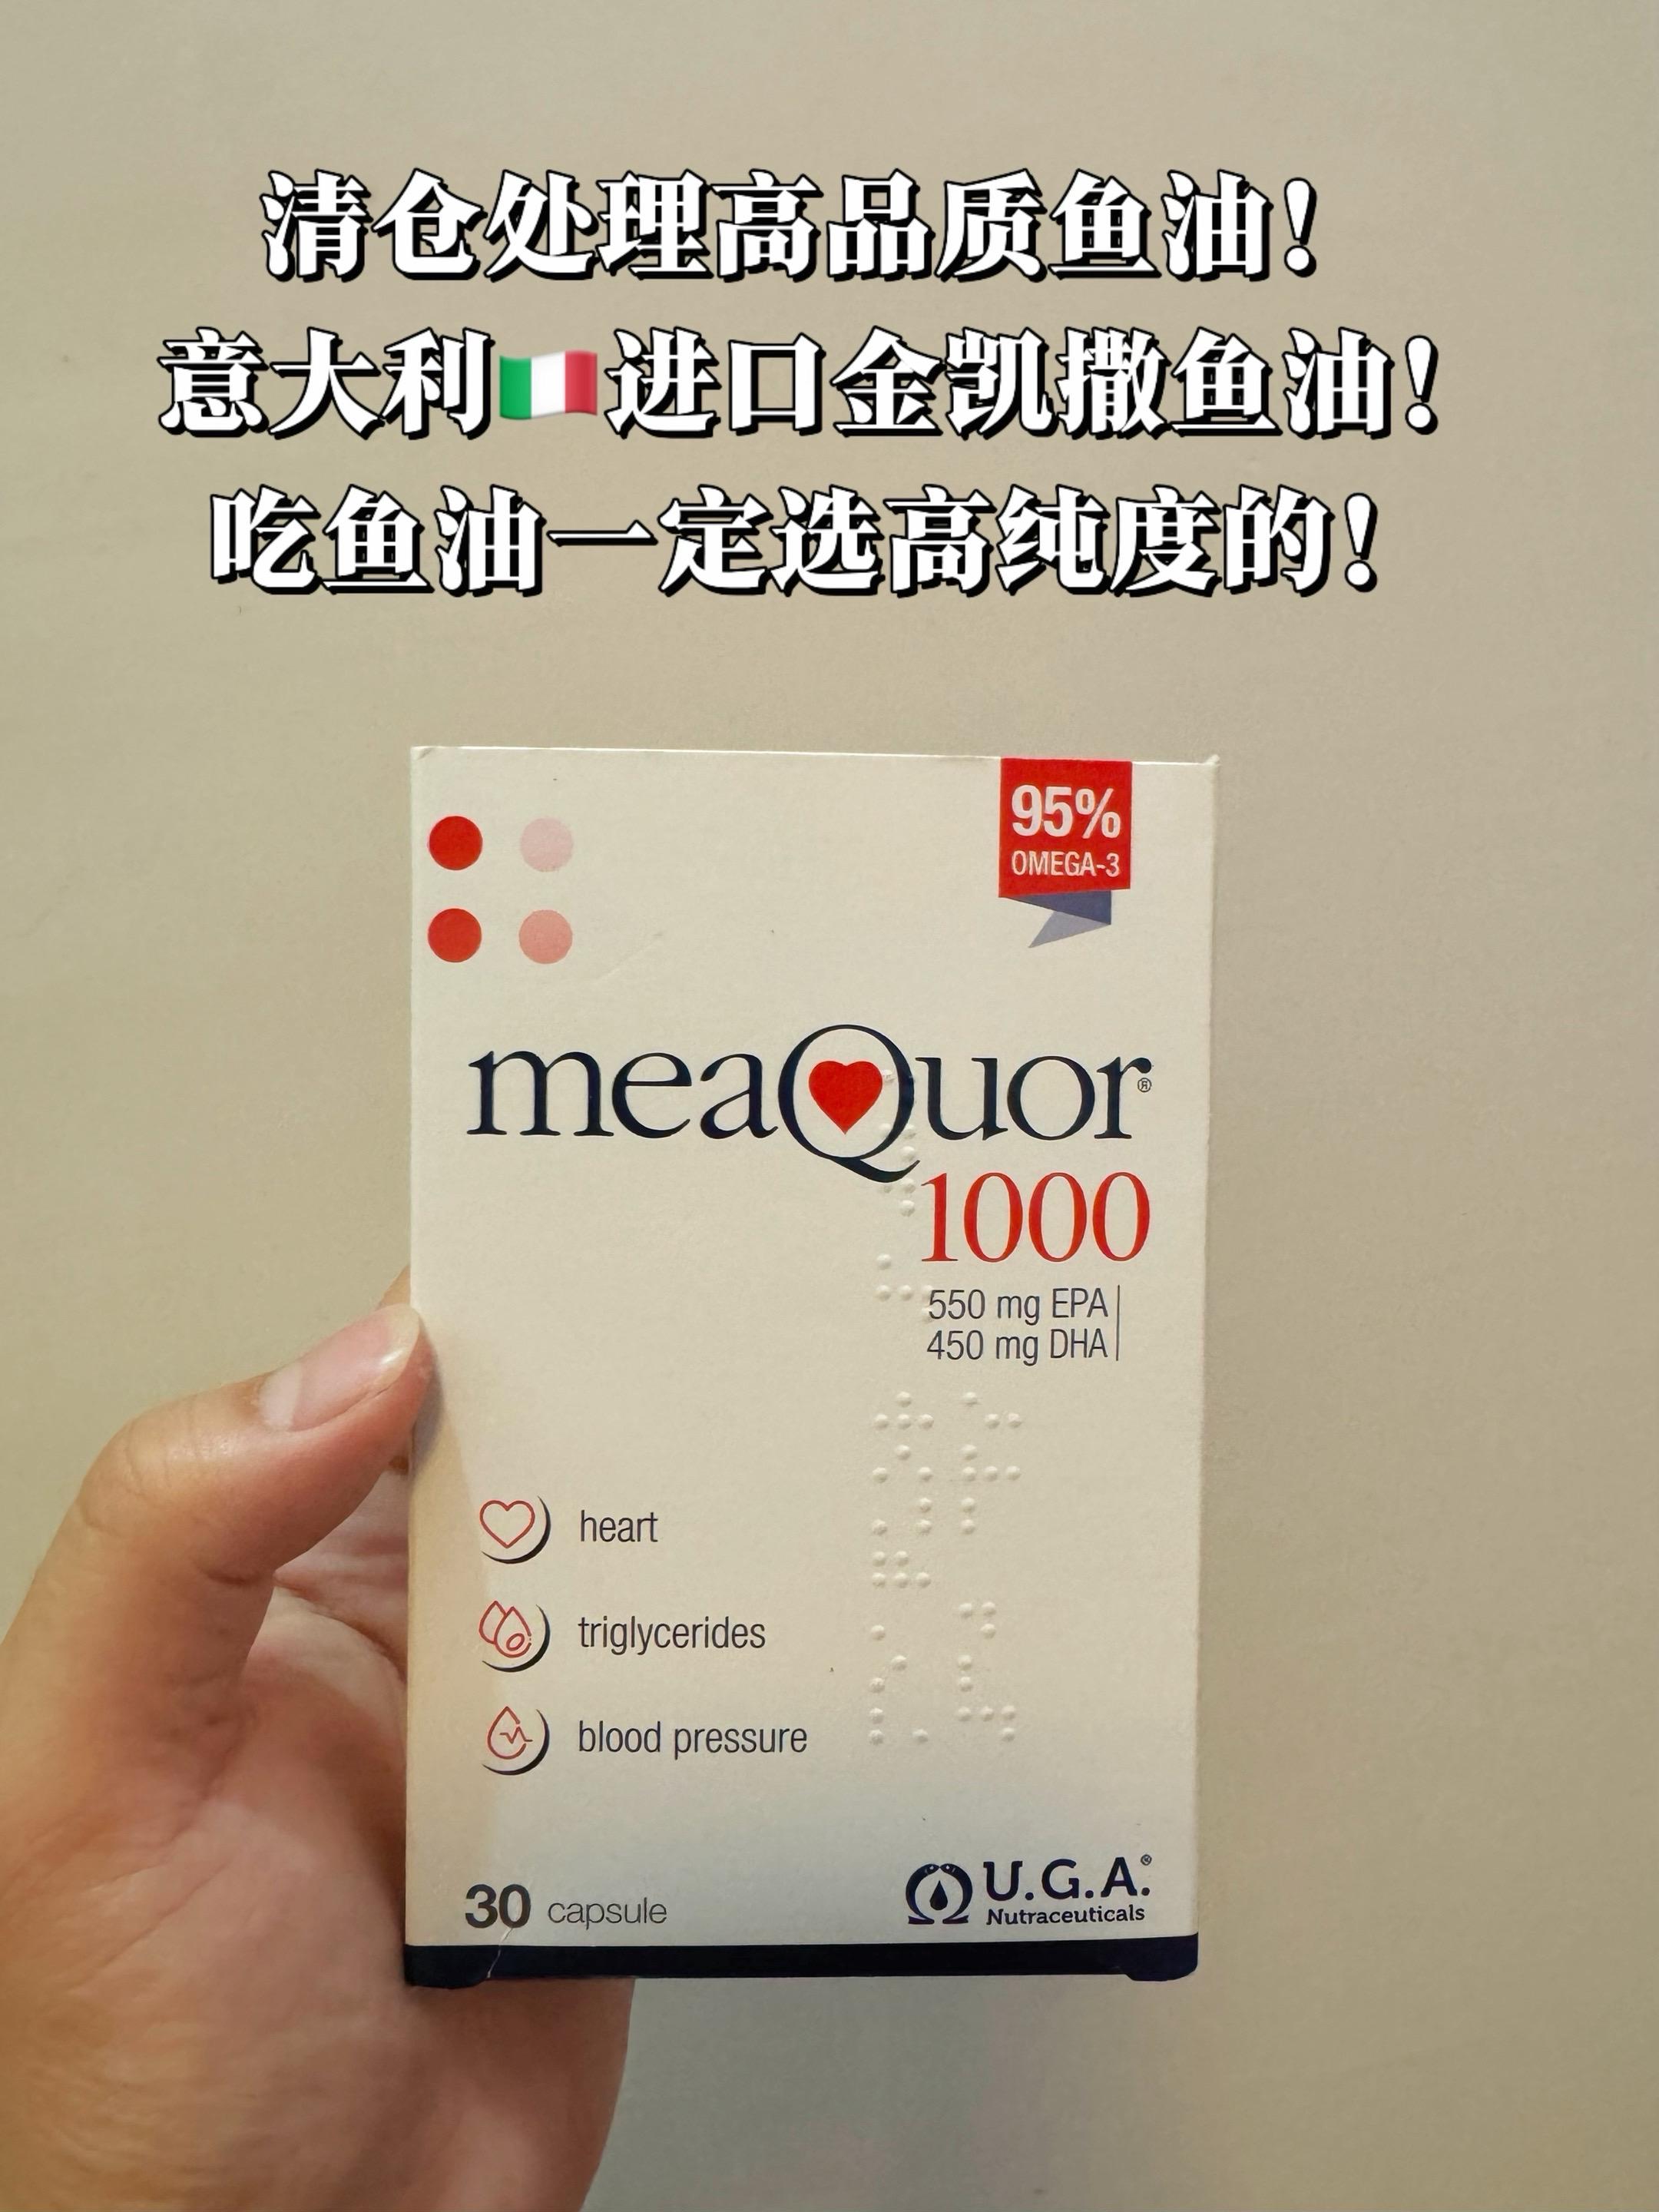 清仓处理高品质鱼油！
意大利🇮🇹进口金凯撒鱼油！
吃鱼油一定选高纯度的！
95%
OMEGA-3
meaQuor®
1000
550 mg EPA
450 mg DHA
heart
triglycerides
blood pressure
30 capsule
U.G.A.®
Nutraceuticals